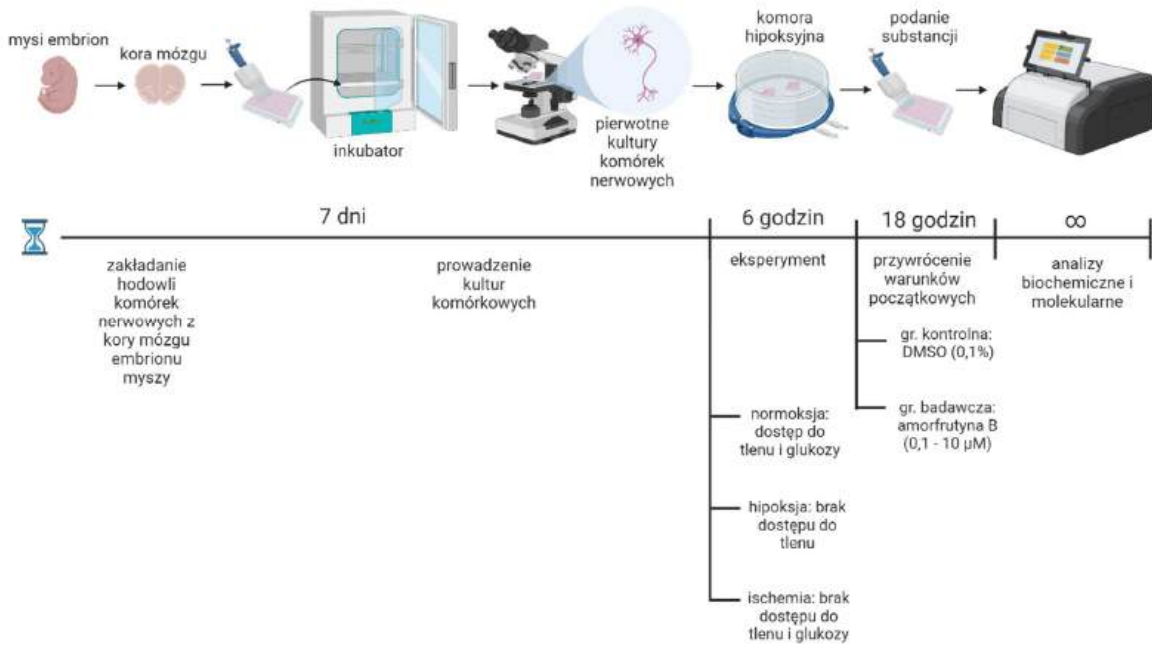 mysi embrion
kora mózgu
inkubator
pierwotne
kultury
komórek
nerwowych
komora
hipoksyjna
podanie
substancji
7 dni
6 godzin
18 godzin
∞
zakładanie
hodowli
komórek
nerwowych z
kory mózgu
embrionu
myszy
prowadzenie
kultur
komórkowych
eksperyment
przywrócenie
warunków
początkowych
analizy
biochemiczne i
molekularne
gr. kontrolna:
DMSO (0,1%)
gr. badawcza:
amorfrutyna B
(0,1 - 10 µM)
normoksja:
dostęp do
tlenu i glukozy
hipoksja: brak
dostępu do
tlenu
ischemia: brak
dostępu do
tlenu i glukozy